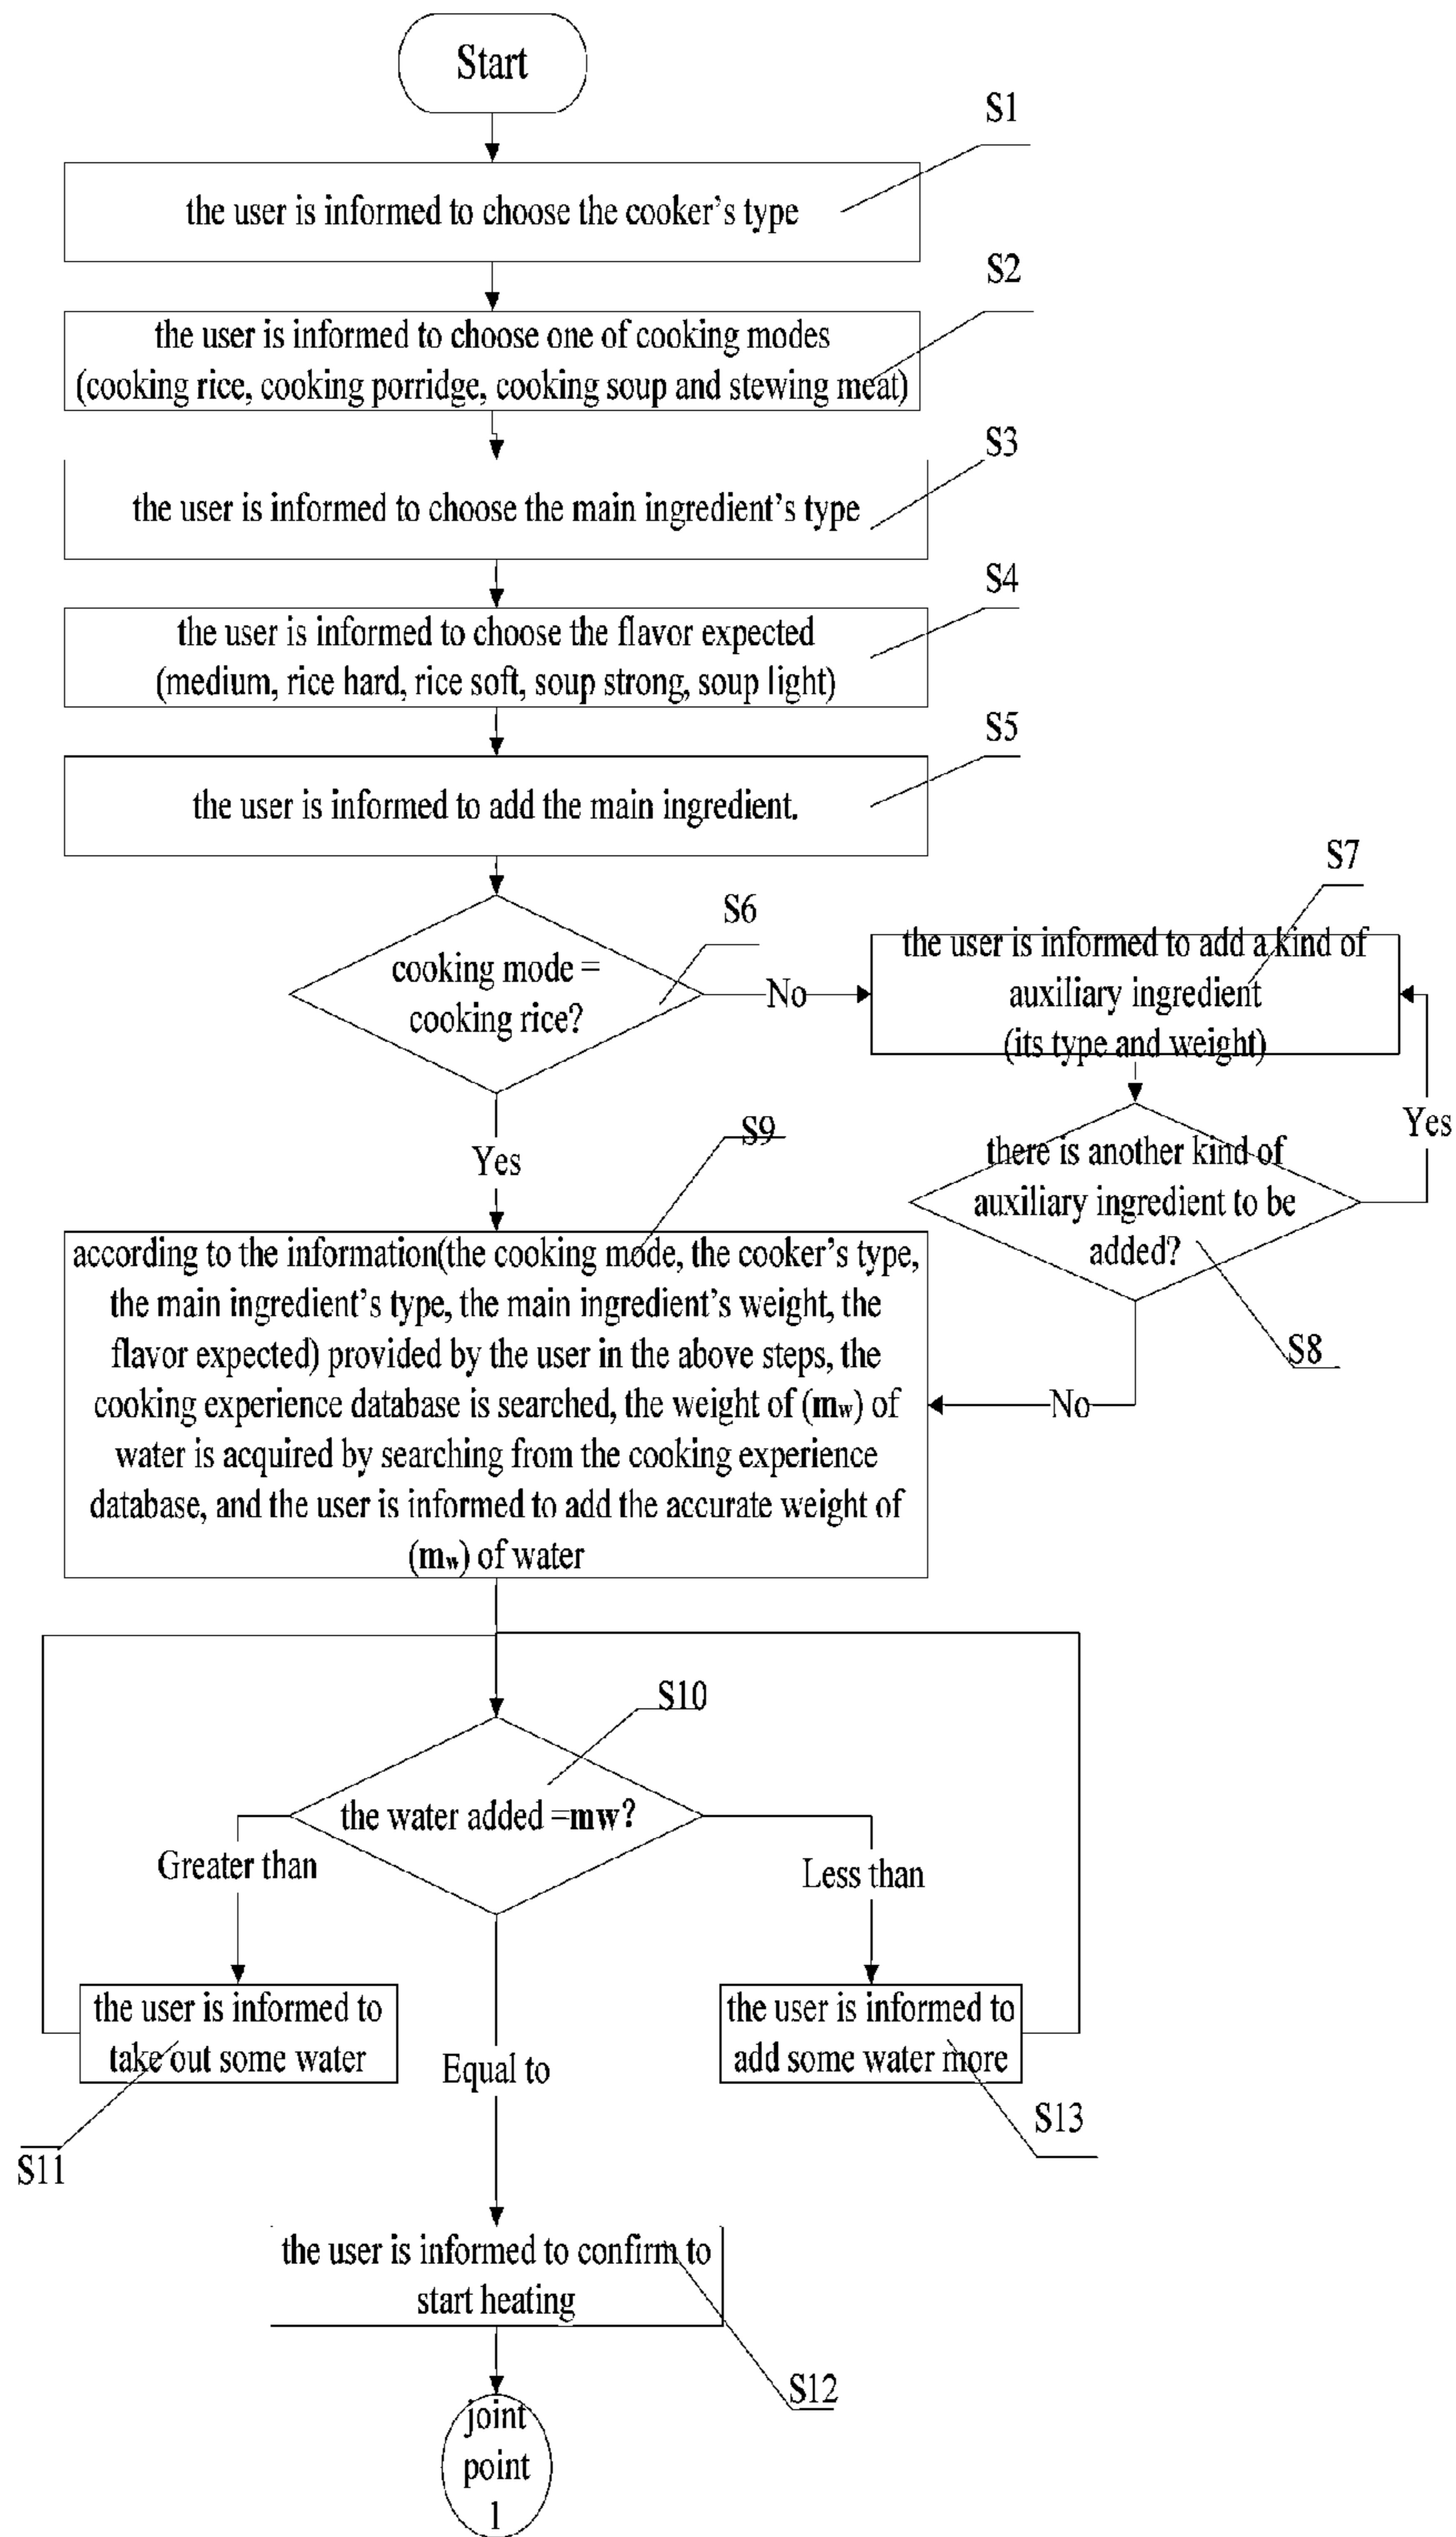 Start
S1
the user is informed to choose the cooker's type
S2
the user is informed to choose one of cooking modes
(cooking rice, cooking porridge, cooking soup and stewing meat)
S3
the user is informed to choose the main ingredient's type
S4
the user is informed to choose the flavor expected
(medium, rice hard, rice soft, soup strong, soup light)
S5
the user is informed to add the main ingredient.
S6
cooking mode =
cooking rice?
No
S7
the user is informed to add a kind of
auxiliary ingredient
(its type and weight)
Yes
there is another kind of
auxiliary ingredient to be
added?
S8
No
Yes
S9
according to the information(the cooking mode, the cooker's type,
the main ingredient's type, the main ingredient's weight, the
flavor expected) provided by the user in the above steps, the
cooking experience database is searched, the weight of (mw) of
water is acquired by searching from the cooking experience
database, and the user is informed to add the accurate weight of
(mw) of water
S10
the water added =mw?
Greater than
Less than
the user is informed to
take out some water
S11
Equal to
the user is informed to
add some water more
S13
the user is informed to confirm to
start heating
S12
joint
point
1